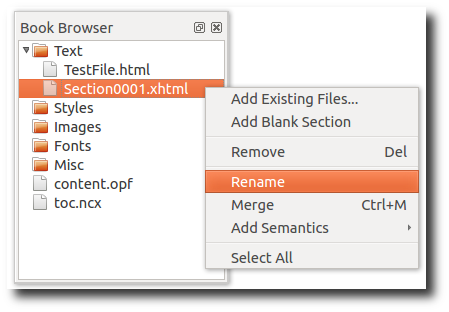 Book Browser
Text
TestFile.html
Section0001.xhtml
Styles
Images
Fonts
Misc
content.opf
toc.ncx
Add Existing Files...
Add Blank Section
Remove Del
Rename
Merge Ctrl+M
Add Semantics
Select All